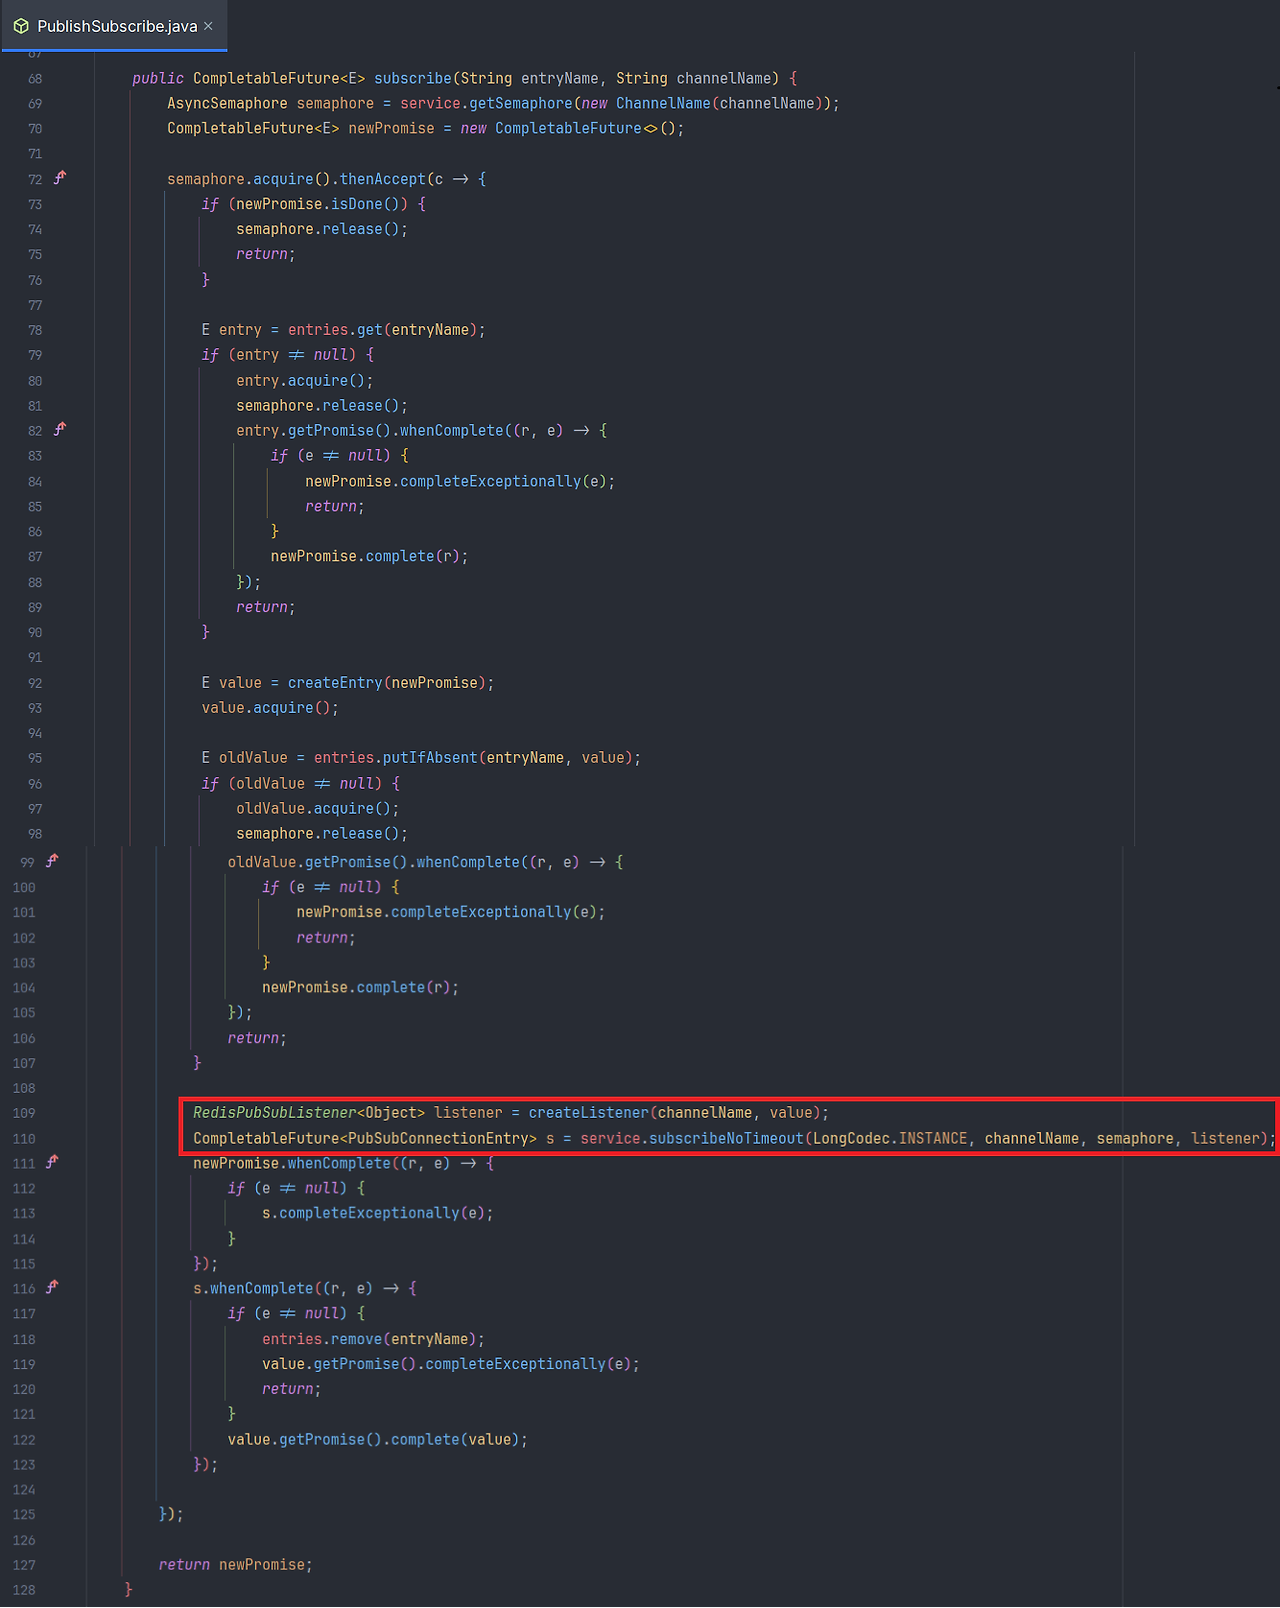 PublishSubscribe.java ×
67
68 public CompletableFuture<E> subscribe(String entryName, String channelName) {
69 AsyncSemaphore semaphore = service.getSemaphore(new ChannelName(channelName));
70 CompletableFuture<E> newPromise = new CompletableFuture<>();
71
72 semaphore.acquire().thenAccept(c -> {
73 if (newPromise.isDone()) {
74 semaphore.release();
75 return;
76 }
77
78 E entry = entries.get(entryName);
79 if (entry != null) {
80 entry.acquire();
81 semaphore.release();
82 entry.getPromise().whenComplete((r, e) -> {
83 if (e != null) {
84 newPromise.completeExceptionally(e);
85 return;
86 }
87 newPromise.complete(r);
88 });
89 return;
90 }
91
92 E value = createEntry(newPromise);
93 value.acquire();
94
95 E oldValue = entries.putIfAbsent(entryName, value);
96 if (oldValue != null) {
97 oldValue.acquire();
98 semaphore.release();
99 oldValue.getPromise().whenComplete((r, e) -> {
100 if (e != null) {
101 newPromise.completeExceptionally(e);
102 return;
103 }
104 newPromise.complete(r);
105 });
106 return;
107 }
108
109 RedisPubSubListener<Object> listener = createListener(channelName, value);
110 CompletableFuture<PubSubConnectionEntry> s = service.subscribeNoTimeout(LongCodec.INSTANCE, channelName, semaphore, listener);
111 newPromise.whenComplete((r, e) -> {
112 if (e != null) {
113 s.completeExceptionally(e);
114 }
115 });
116 s.whenComplete((r, e) -> {
117 if (e != null) {
118 entries.remove(entryName);
119 value.getPromise().completeExceptionally(e);
120 return;
121 }
122 value.getPromise().complete(value);
123 });
124
125 });
126
127 return newPromise;
128 }